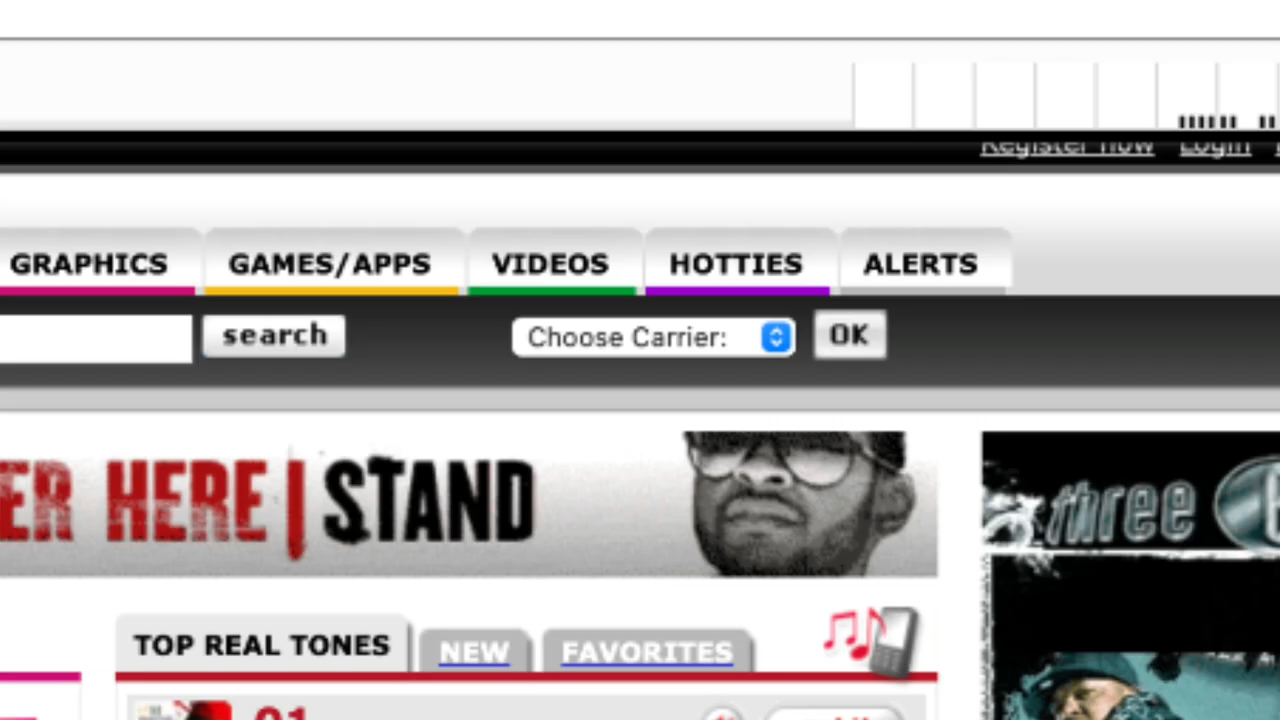 Register now Login
GRAPHICS GAMES/APPS VIDEOS HOTTIES ALERTS
search Choose Carrier: OK
ER HERE | STAND
three
TOP REAL TONES NEW FAVORITES
01